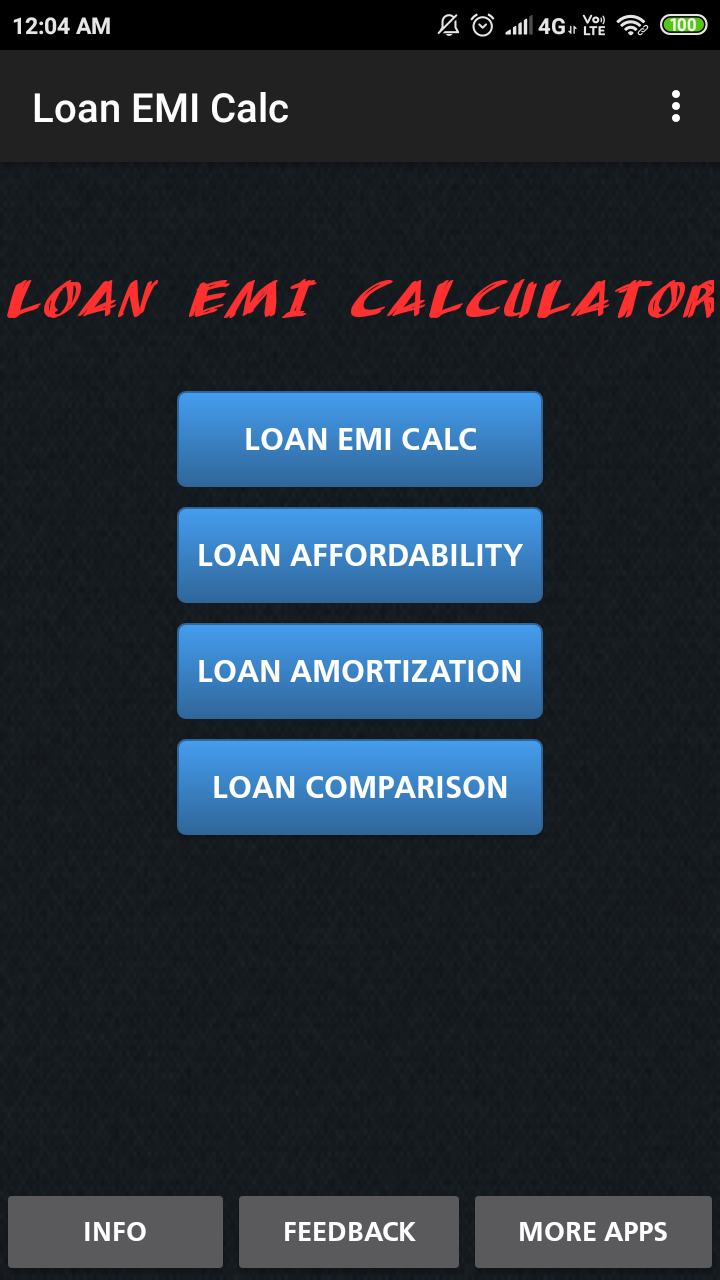 12:04 AM 4G Vo) LTE 100
Loan EMI Calc
LOAN EMI CALCULATOR
LOAN EMI CALC
LOAN AFFORDABILITY
LOAN AMORTIZATION
LOAN COMPARISON
INFO FEEDBACK MORE APPS